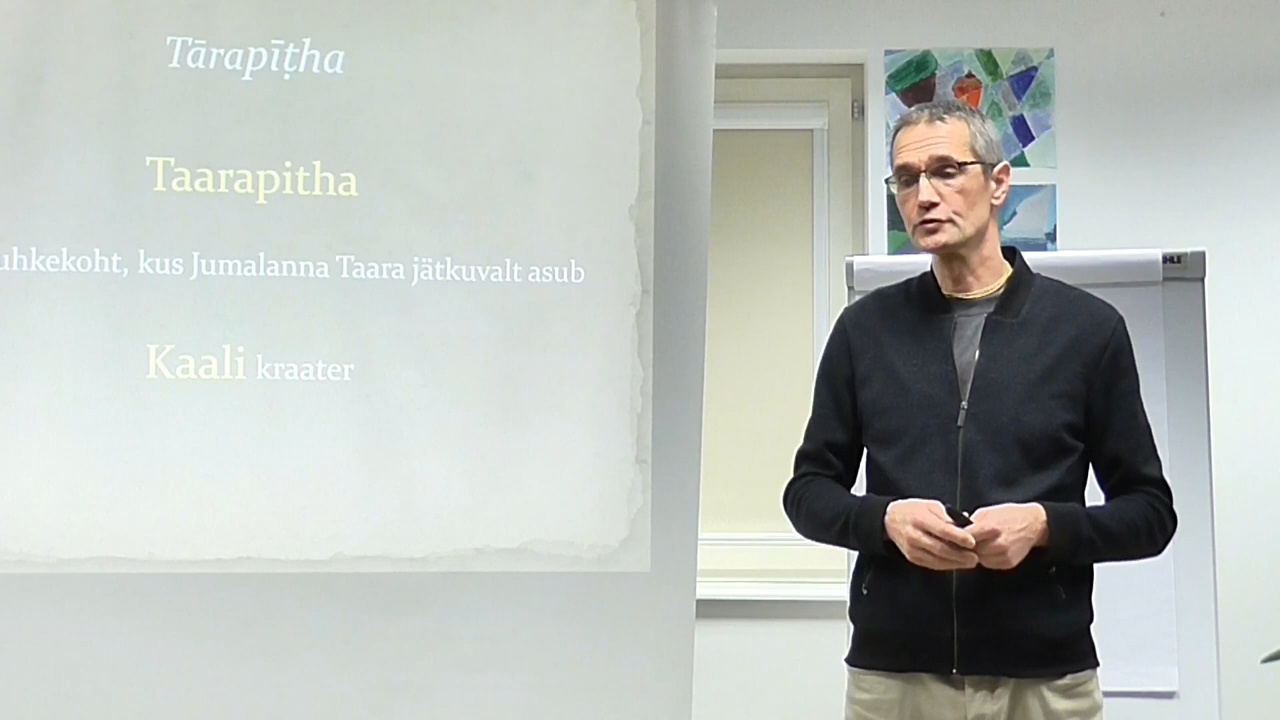 Tārapīṭha
Taarapitha
uhkekoht, kus Jumalanna Taara jätkuvalt asub
Kaali kraater